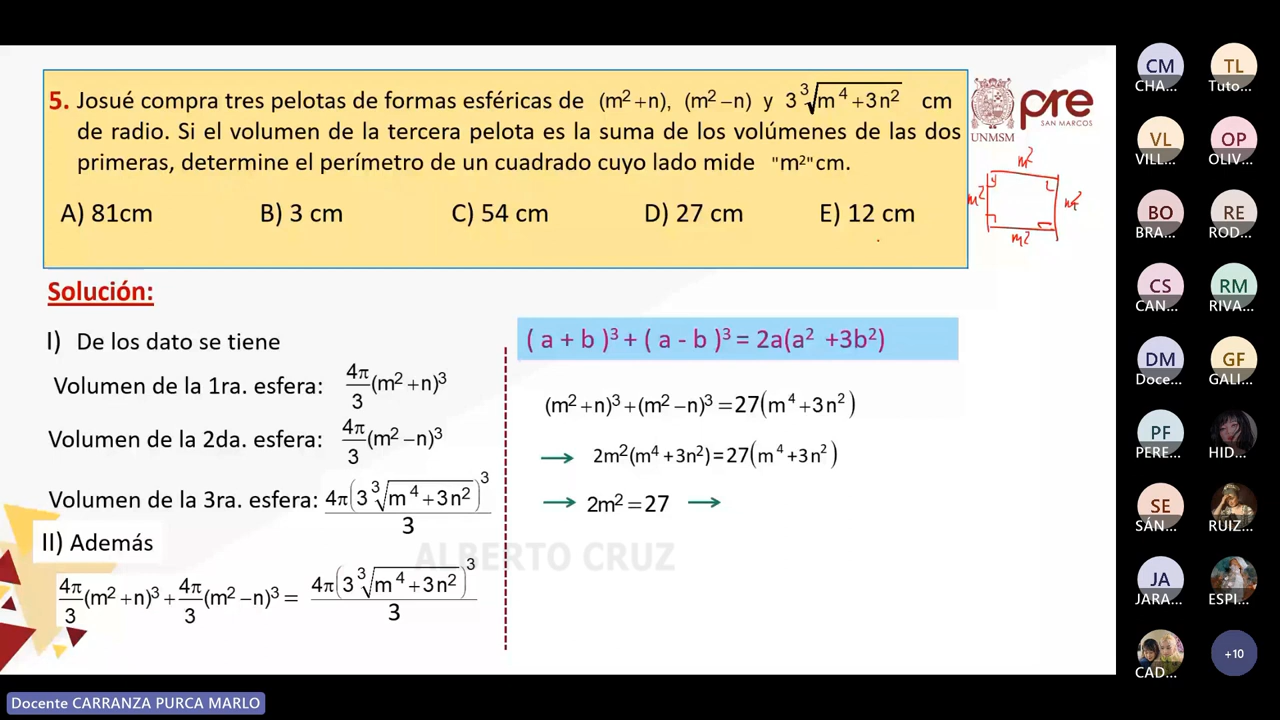 5. Josué compra tres pelotas de formas esféricas de (m²+n), (m²−n) y 3∛(m⁴+3n²) cm
de radio. Si el volumen de la tercera pelota es la suma de los volúmenes de las dos
primeras, determine el perímetro de un cuadrado cuyo lado mide "m²"cm.
A) 81cm B) 3 cm C) 54 cm D) 27 cm E) 12 cm
UNMSM
pre
SAN MARCOS
m²
m²
m²
m²
Solución:
I) De los dato se tiene
Volumen de la 1ra. esfera: 4π/3 (m²+n)³
Volumen de la 2da. esfera: 4π/3 (m²−n)³
Volumen de la 3ra. esfera: 4π(3∛(m⁴+3n²))³/3
II) Además
4π/3 (m²+n)³ + 4π/3 (m²−n)³ = 4π(3∛(m⁴+3n²))³/3
( a + b )³ + ( a - b )³ = 2a(a² +3b²)
(m²+n)³+(m²−n)³ =27(m⁴+3n²)
→ 2m²(m⁴+3n²)=27(m⁴+3n²)
→ 2m²=27 →
ALBERTO CRUZ
CM
CHA...
TL
Tuto...
VL
VILL...
OP
OLIV...
BO
BRA...
RE
ROD...
CS
CAN...
RM
RIVA...
DM
Doce...
GF
GALI...
PF
PERE...
HID...
SE
SÁN...
RUIZ...
JA
JARA...
ESPI...
CAD...
+10
Docente CARRANZA PURCA MARLO